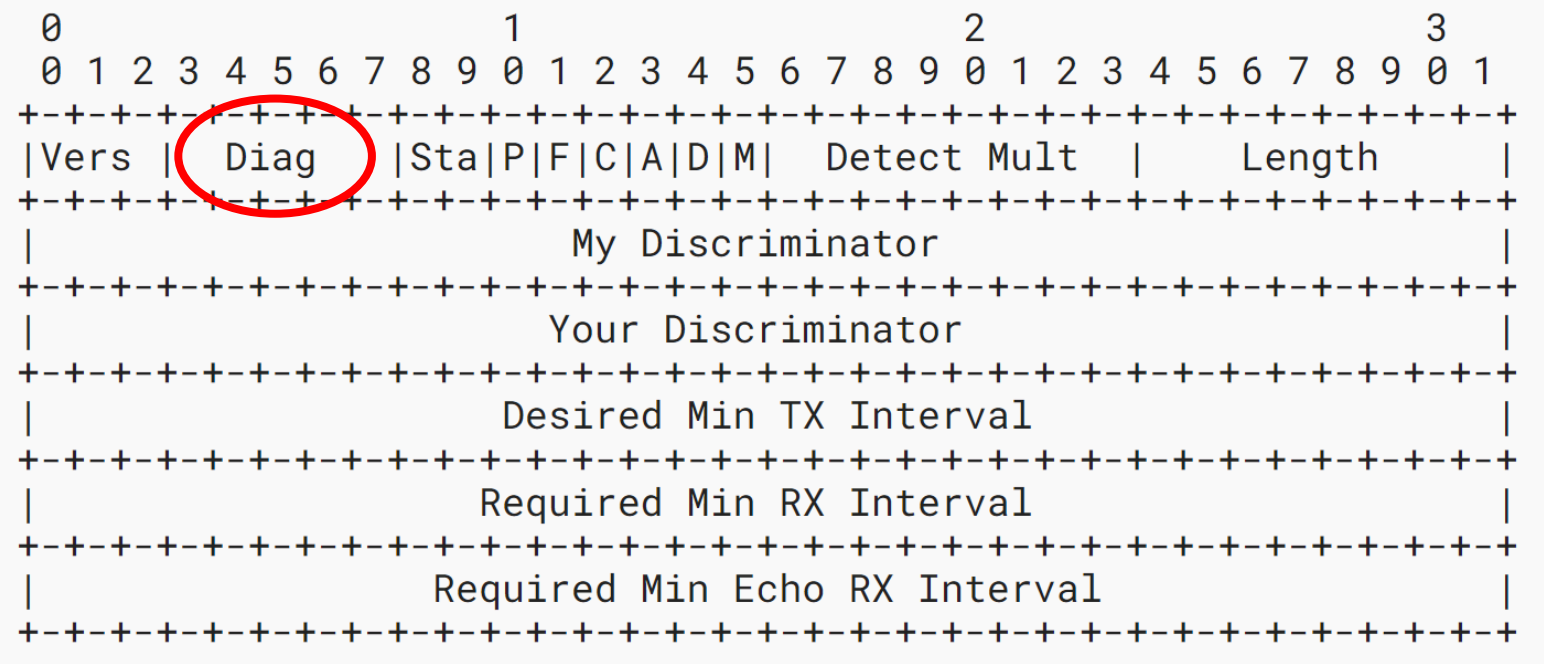 0                   1                   2                   3
0 1 2 3 4 5 6 7 8 9 0 1 2 3 4 5 6 7 8 9 0 1 2 3 4 5 6 7 8 9 0 1
+-+-+-+-+-+-+-+-+-+-+-+-+-+-+-+-+-+-+-+-+-+-+-+-+-+-+-+-+-+-+-+-+
|Vers |  Diag   |Sta|P|F|C|A|D|M|  Detect Mult  |    Length     |
+-+-+-+-+-+-+-+-+-+-+-+-+-+-+-+-+-+-+-+-+-+-+-+-+-+-+-+-+-+-+-+-+
|                       My Discriminator                        |
+-+-+-+-+-+-+-+-+-+-+-+-+-+-+-+-+-+-+-+-+-+-+-+-+-+-+-+-+-+-+-+-+
|                      Your Discriminator                       |
+-+-+-+-+-+-+-+-+-+-+-+-+-+-+-+-+-+-+-+-+-+-+-+-+-+-+-+-+-+-+-+-+
|                    Desired Min TX Interval                    |
+-+-+-+-+-+-+-+-+-+-+-+-+-+-+-+-+-+-+-+-+-+-+-+-+-+-+-+-+-+-+-+-+
|                   Required Min RX Interval                    |
+-+-+-+-+-+-+-+-+-+-+-+-+-+-+-+-+-+-+-+-+-+-+-+-+-+-+-+-+-+-+-+-+
|                 Required Min Echo RX Interval                 |
+-+-+-+-+-+-+-+-+-+-+-+-+-+-+-+-+-+-+-+-+-+-+-+-+-+-+-+-+-+-+-+-+